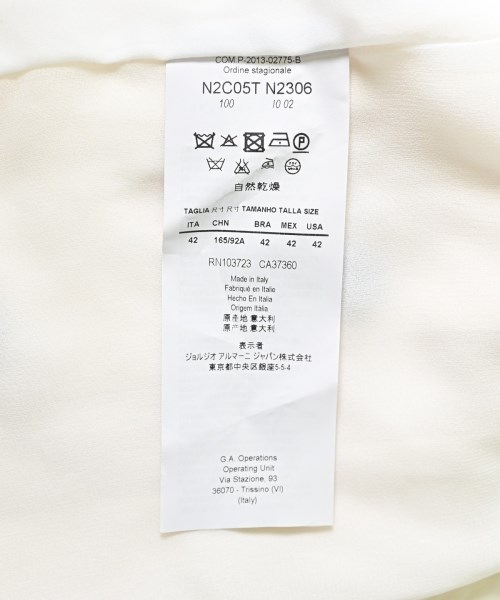 COM.P-2013-02775-B
Ordine stagionale
N2C05T N2306
100 I0 02
自然乾燥
TAGLIA 尺寸 尺寸 TAMANHO TALLA SIZE
ITA CHN BRA MEX USA
42 165/92A 42 42 42
RN103723 CA37360
Made in Italy
Fabriqué en Italie
Hecho En Italia
Origem itália
原產地 意大利
原产地 意大利
表示者
ジョルジオ アルマーニ ジャパン株式会社
東京都中央区銀座5-5-4
G.A. Operations
Operating Unit
Via Stazione, 93
36070 - Trissino (VI)
(Italy)